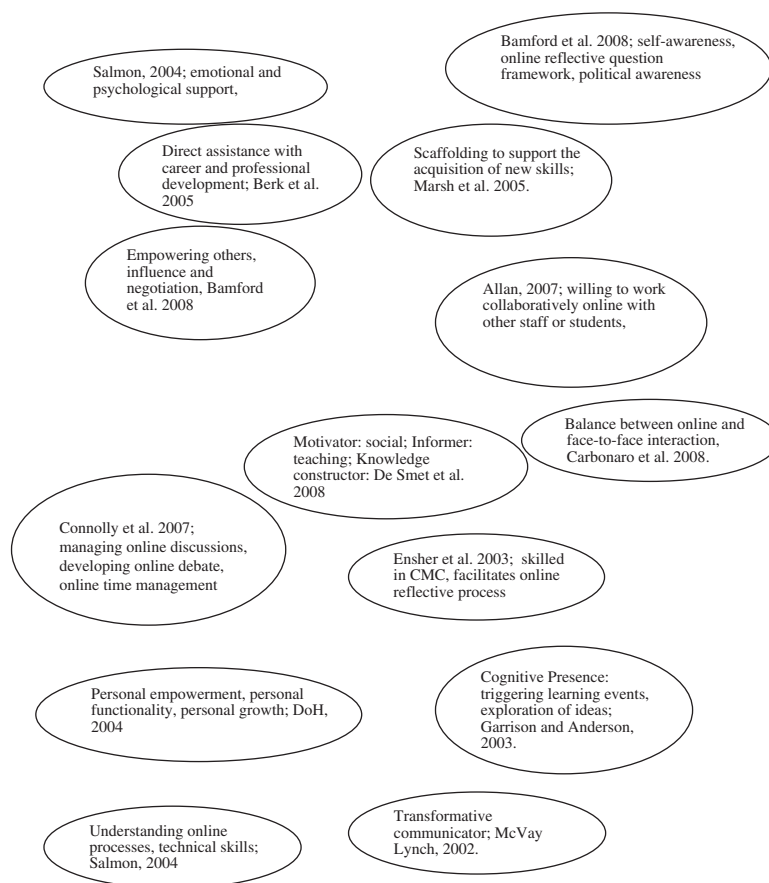 Salmon, 2004; emotional and
psychological support,
Bamford et al. 2008; self-awareness,
online reflective question
framework, political awareness
Direct assistance with
career and professional
development; Berk et al.
2005
Scaffolding to support the
acquisition of new skills;
Marsh et al. 2005.
Empowering others,
influence and
negotiation, Bamford
et al. 2008
Allan, 2007; willing to work
collaboratively online with
other staff or students,
Balance between online and
face-to-face interaction,
Carbonaro et al. 2008.
Motivator: social; Informer:
teaching; Knowledge
constructor: De Smet et al.
2008
Connolly et al. 2007;
managing online discussions,
developing online debate,
online time management
Ensher et al. 2003; skilled
in CMC, facilitates online
reflective process
Personal empowerment, personal
functionality, personal growth; DoH,
2004
Cognitive Presence:
triggering learning events,
exploration of ideas;
Garrison and Anderson,
2003.
Understanding online
processes, technical skills;
Salmon, 2004
Transformative
communicator; McVay
Lynch, 2002.